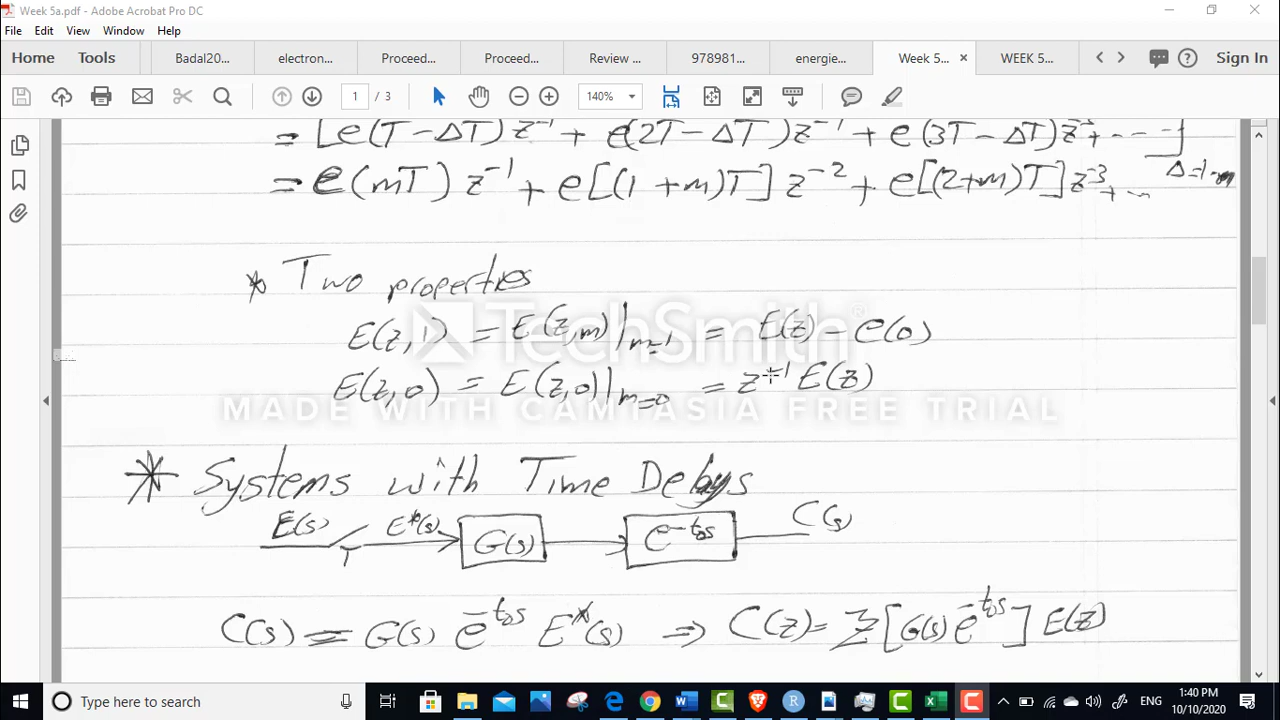 Week 5a.pdf - Adobe Acrobat Pro DC
File Edit View Window Help
Home Tools Badal20... electron... Proceed... Proceed... Review ... 978981... energie... Week 5... × WEEK 5... Sign In
1 / 3 140%
= [e(T-ΔT)z⁻¹ + e(2T-ΔT)z⁻¹ + e(3T-ΔT)z⁻³+ ----]
= e(mT) z⁻¹ + e[(1+m)T] z⁻² + e[(2+m)T]z⁻³ + ... Δ=1-m
* Two properties
E(z,1) = E(z,m)|m=1 = E(z) - e(0)
E(z,0) = E(z,0)|m=0 = z⁻¹ E(z)
TechSmith®
MADE WITH CAMTASIA FREE TRIAL
* Systems with Time Delays
E(s) E*(s) G(s) e^-t₀s C(s)
T
C(s) = G(s) e^-t₀s E*(s) ⇒ C(z) = Z[G(s) e^-t₀s] E(z)
Type here to search ENG 1:40 PM
10/10/2020